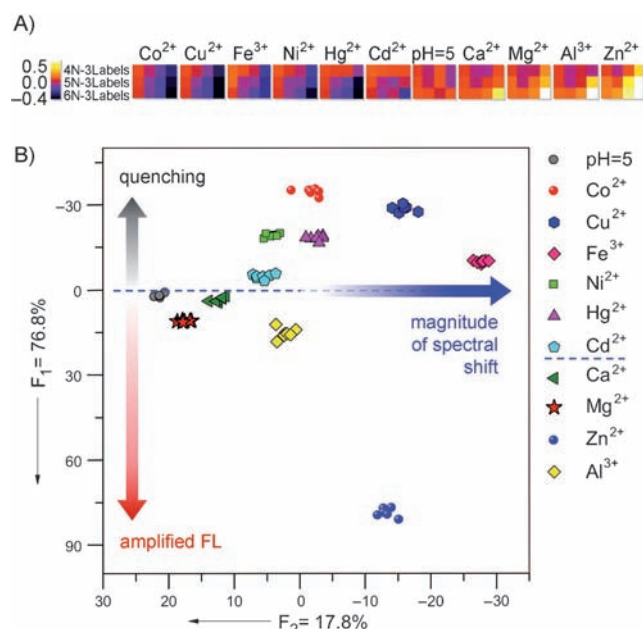 A)
Co²⁺ Cu²⁺ Fe³⁺ Ni²⁺ Hg²⁺ Cd²⁺ pH=5 Ca²⁺ Mg²⁺ Al³⁺ Zn²⁺
0.5 4N-3Labels
0.0 5N-3Labels
−0.4 6N-3Labels
B)
quenching
−30
0
30
60
90
F₁= 76.8%
magnitude
of spectral
shift
amplified FL
30 20 10 0 −10 −20 −30
F₂= 17.8%
pH=5
Co²⁺
Cu²⁺
Fe³⁺
Ni²⁺
Hg²⁺
Cd²⁺
Ca²⁺
Mg²⁺
Zn²⁺
Al³⁺